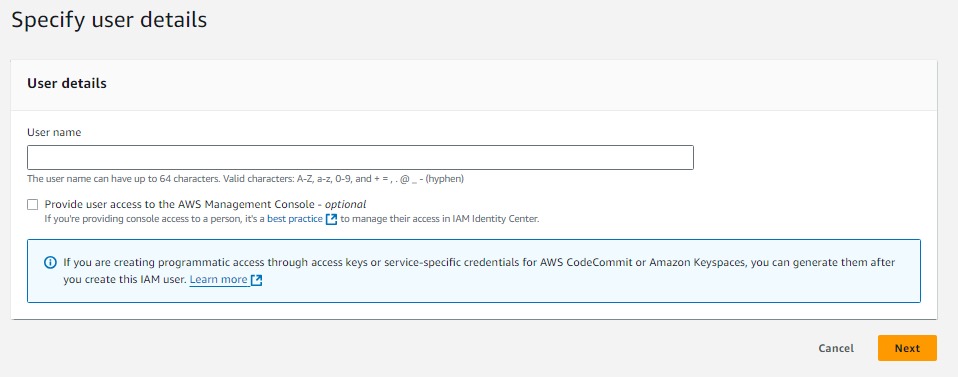 Specify user details
User details
User name
The user name can have up to 64 characters. Valid characters: A-Z, a-z, 0-9, and + = , . @ _ - (hyphen)
Provide user access to the AWS Management Console - optional
If you're providing console access to a person, it's a best practice to manage their access in IAM Identity Center.
If you are creating programmatic access through access keys or service-specific credentials for AWS CodeCommit or Amazon Keyspaces, you can generate them after
you create this IAM user. Learn more
Cancel Next